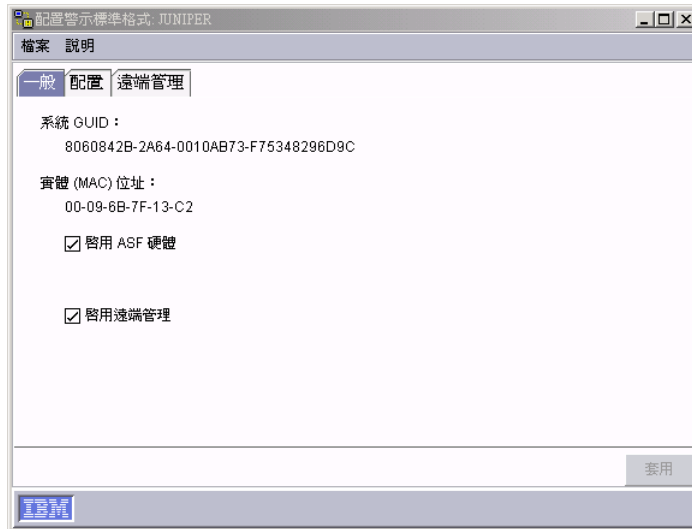 配置警示標準格式: JUNIPER
檔案 說明
一般 配置 遠端管理
系統 GUID：
8060842B-2A64-0010AB73-F75348296D9C
實體 (MAC) 位址：
00-09-6B-7F-13-C2
啓用 ASF 硬體
啓用遠端管理
套用
IBM